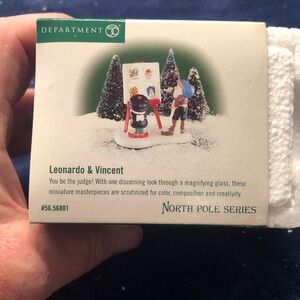 DEPARTMENT 56
Leonardo & Vincent
You be the judge! With one discerning look through a magnifying glass, these
miniature masterpieces are scrutinized for color, composition and creativity.
#56.56801
NORTH POLE SERIES